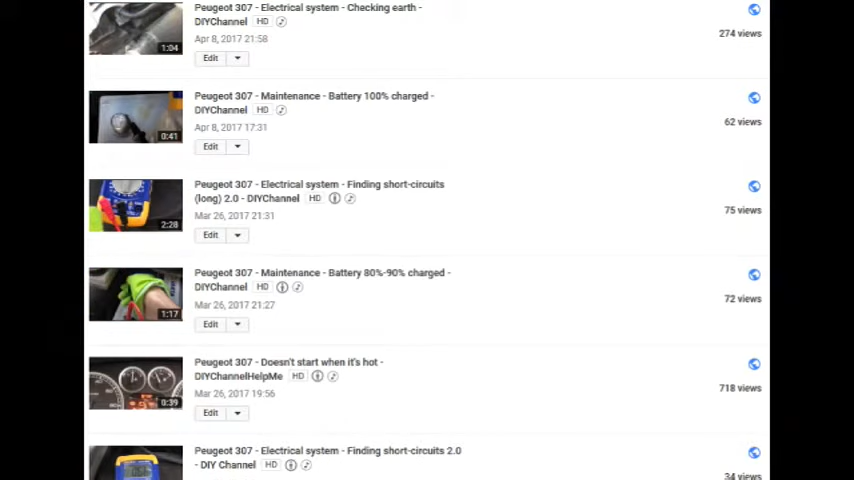 Peugeot 307 - Electrical system - Checking earth -
DIYChannel HD
Apr 8, 2017 21:58
274 views
1:04
Edit
Peugeot 307 - Maintenance - Battery 100% charged -
DIYChannel HD
Apr 8, 2017 17:31
62 views
0:41
Edit
Peugeot 307 - Electrical system - Finding short-circuits
(long) 2.0 - DIYChannel HD
Mar 26, 2017 21:31
75 views
2:28
Edit
Peugeot 307 - Maintenance - Battery 80%-90% charged -
DIYChannel HD
Mar 26, 2017 21:27
72 views
1:17
Edit
Peugeot 307 - Doesn't start when it's hot -
DIYChannelHelpMe HD
Mar 26, 2017 19:56
718 views
0:39
Edit
Peugeot 307 - Electrical system - Finding short-circuits 2.0
- DIY Channel HD
34 views